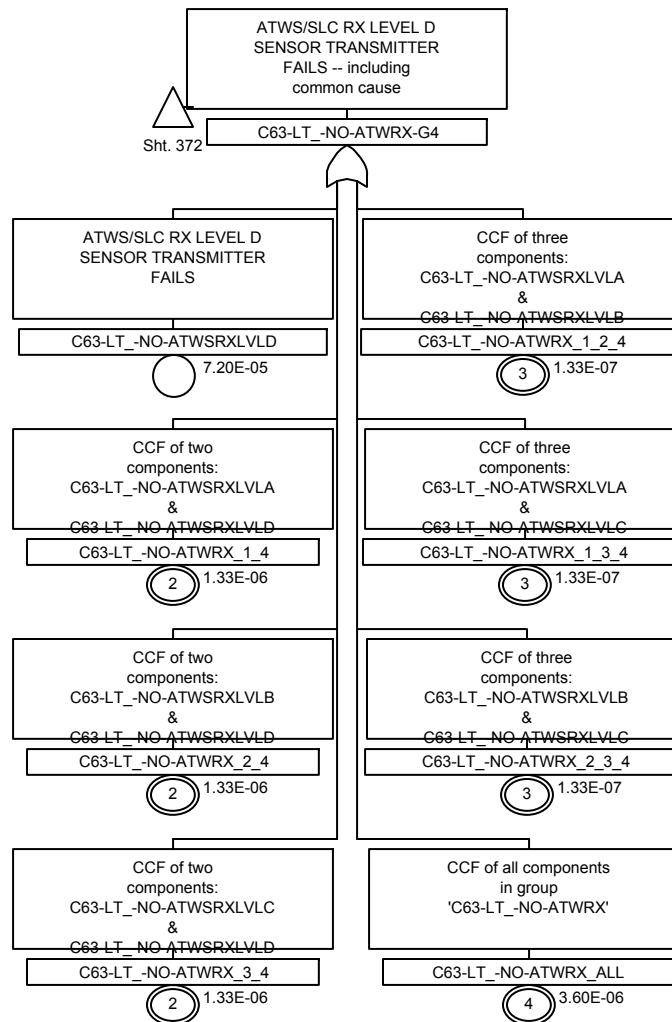 ATWS/SLC RX LEVEL D
SENSOR TRANSMITTER
FAILS -- including
common cause
Sht. 372
C63-LT_-NO-ATWRX-G4
ATWS/SLC RX LEVEL D
SENSOR TRANSMITTER
FAILS
C63-LT_-NO-ATWSRXLVLD
7.20E-05
CCF of three
components:
C63-LT_-NO-ATWSRXLVLA
&
C63-LT_-NO-ATWSRXLVLB
C63-LT_-NO-ATWRX_1_2_4
3
1.33E-07
CCF of two
components:
C63-LT_-NO-ATWSRXLVLA
&
C63-LT_-NO-ATWSRXLVLD
C63-LT_-NO-ATWRX_1_4
2
1.33E-06
CCF of three
components:
C63-LT_-NO-ATWSRXLVLA
&
C63-LT_-NO-ATWSRXLVLC
C63-LT_-NO-ATWRX_1_3_4
3
1.33E-07
CCF of two
components:
C63-LT_-NO-ATWSRXLVLB
&
C63-LT_-NO-ATWSRXLVLD
C63-LT_-NO-ATWRX_2_4
2
1.33E-06
CCF of three
components:
C63-LT_-NO-ATWSRXLVLB
&
C63-LT_-NO-ATWSRXLVLC
C63-LT_-NO-ATWRX_2_3_4
3
1.33E-07
CCF of two
components:
C63-LT_-NO-ATWSRXLVLC
&
C63-LT_-NO-ATWSRXLVLD
C63-LT_-NO-ATWRX_3_4
2
1.33E-06
CCF of all components
in group
'C63-LT_-NO-ATWRX'
C63-LT_-NO-ATWRX_ALL
4
3.60E-06